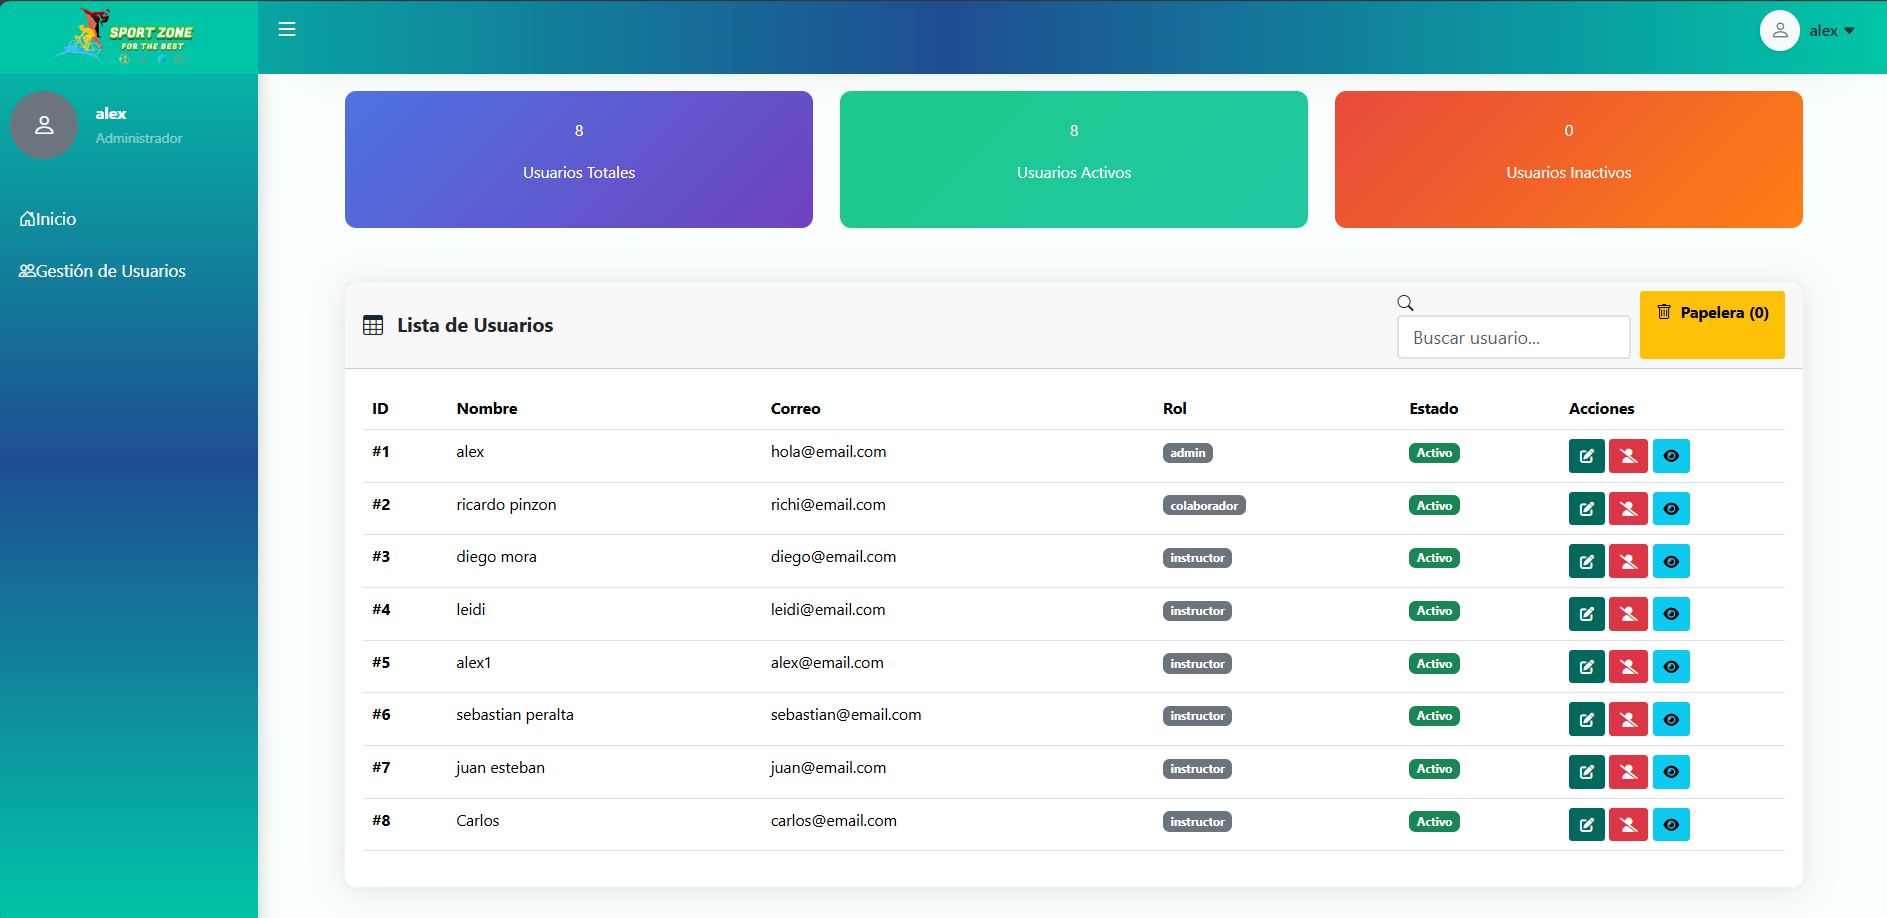 SPORT ZONE
FOR THE BEST
alex
alex
Administrador
Inicio
Gestión de Usuarios
8
Usuarios Totales
8
Usuarios Activos
0
Usuarios Inactivos
Lista de Usuarios
Buscar usuario...
Papelera (0)
ID Nombre Correo Rol Estado Acciones
#1 alex hola@email.com admin Activo
#2 ricardo pinzon richi@email.com colaborador Activo
#3 diego mora diego@email.com instructor Activo
#4 leidi leidi@email.com instructor Activo
#5 alex1 alex@email.com instructor Activo
#6 sebastian peralta sebastian@email.com instructor Activo
#7 juan esteban juan@email.com instructor Activo
#8 Carlos carlos@email.com instructor Activo